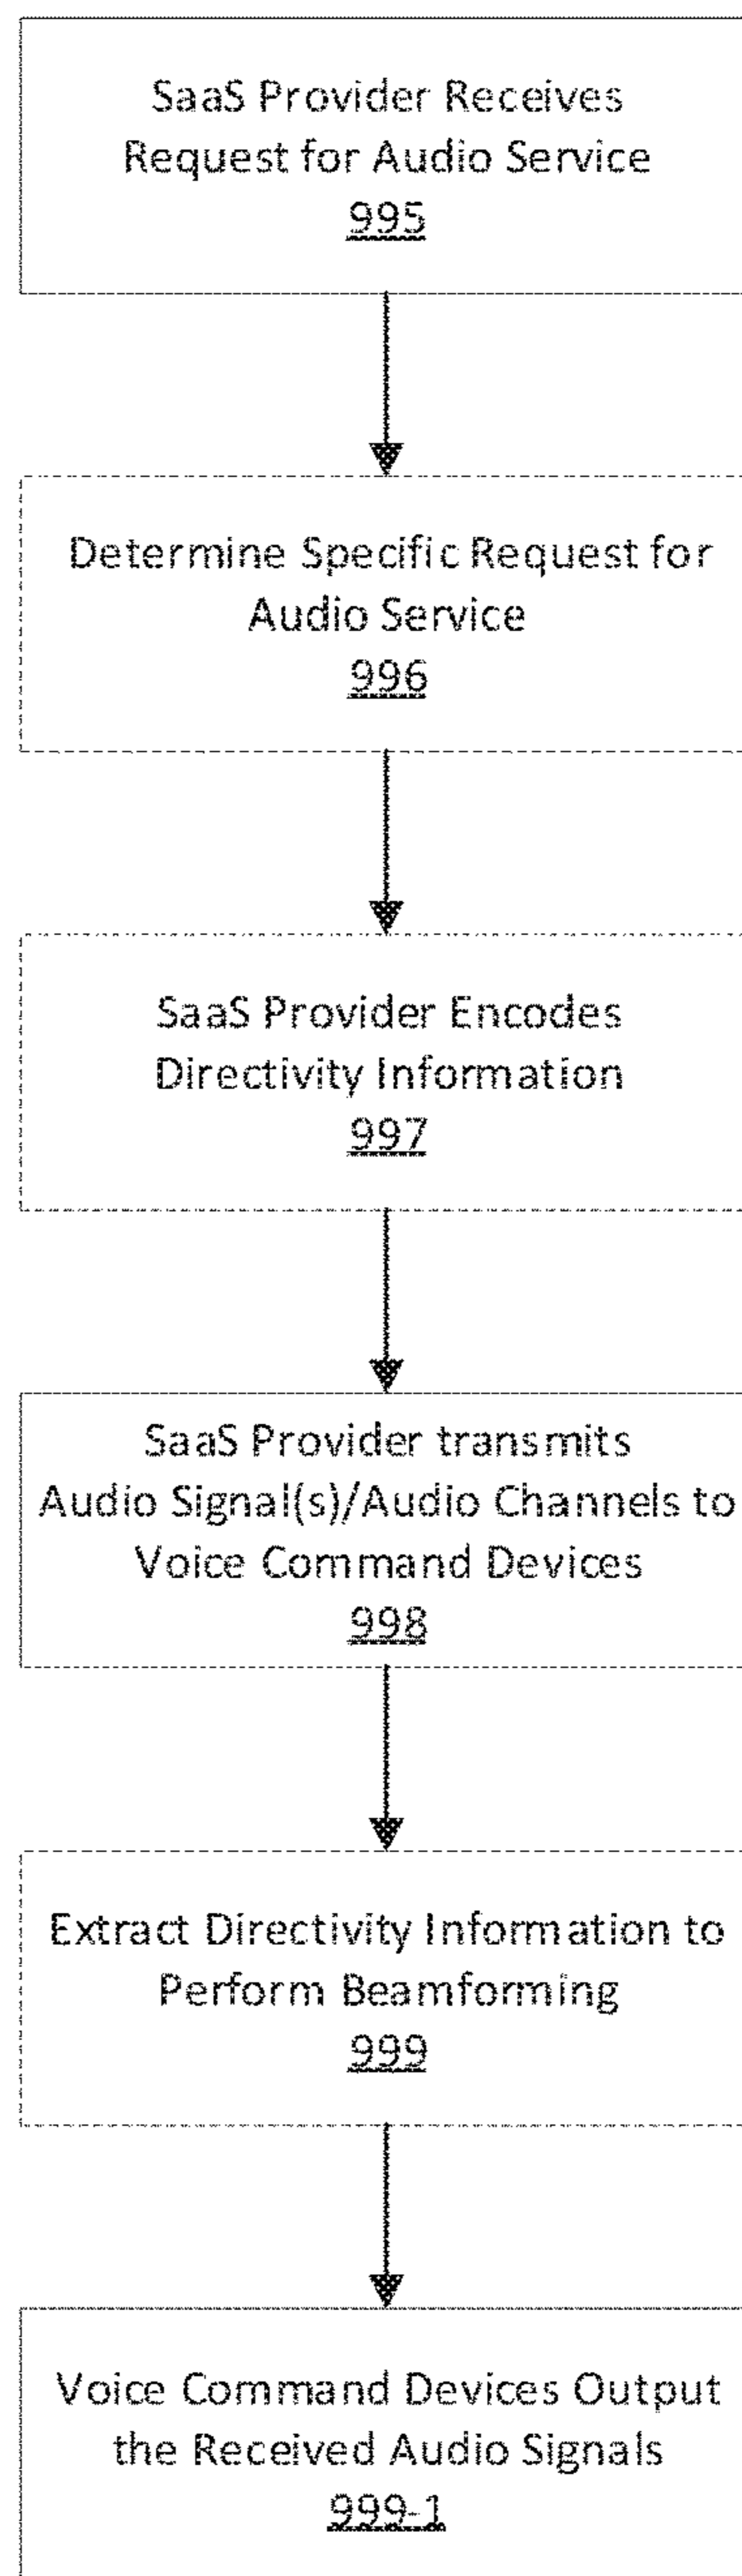 SaaS Provider Receives
Request for Audio Service
995
Determine Specific Request for
Audio Service
996
SaaS Provider Encodes
Directivity Information
997
SaaS Provider transmits
Audio Signal(s)/Audio Channels to
Voice Command Devices
998
Extract Directivity Information to
Perform Beamforming
999
Voice Command Devices Output
the Received Audio Signals
999-1